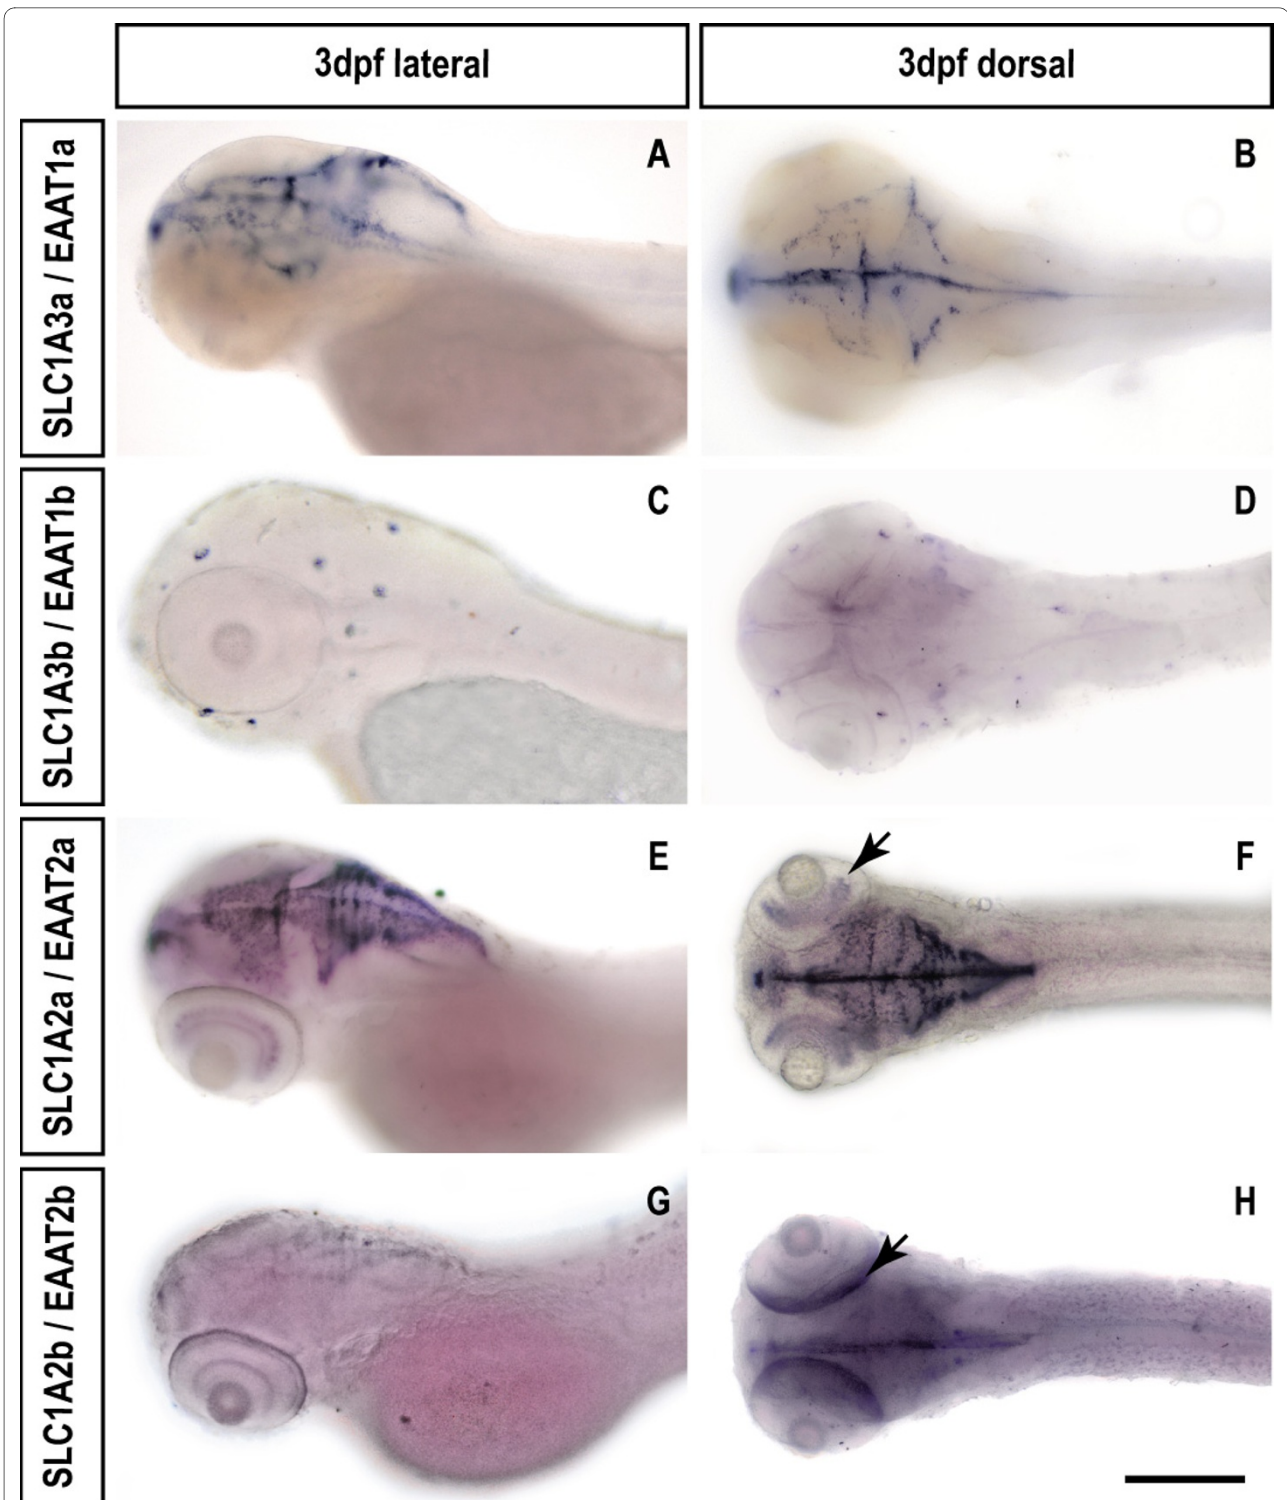 3dpf lateral
3dpf dorsal
SLC1A3a / EAAT1a
A
B
SLC1A3b / EAAT1b
C
D
SLC1A2a / EAAT2a
E
F
SLC1A2b / EAAT2b
G
H